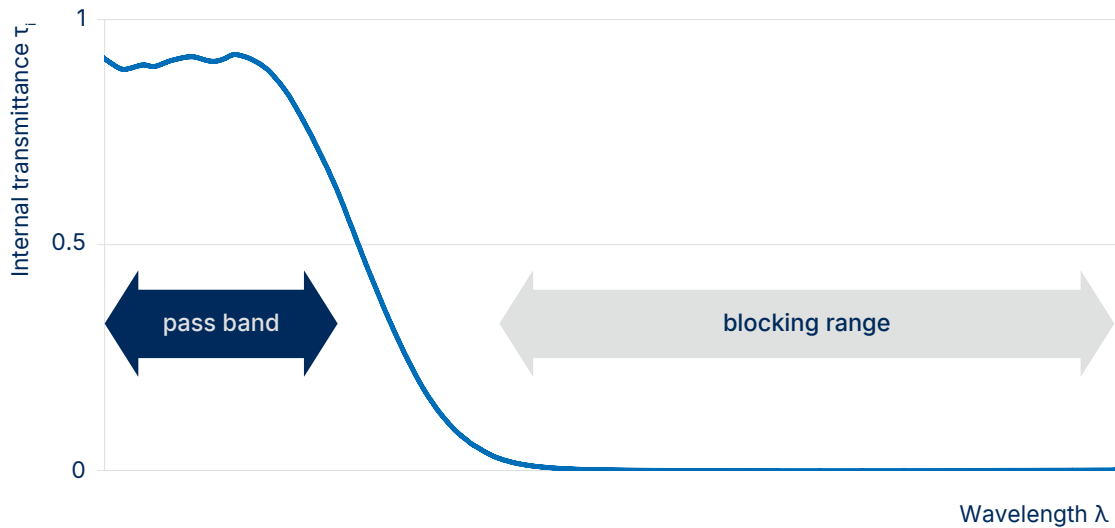 1
Internal transmittance τi
0.5
pass band
blocking range
0
Wavelength λ